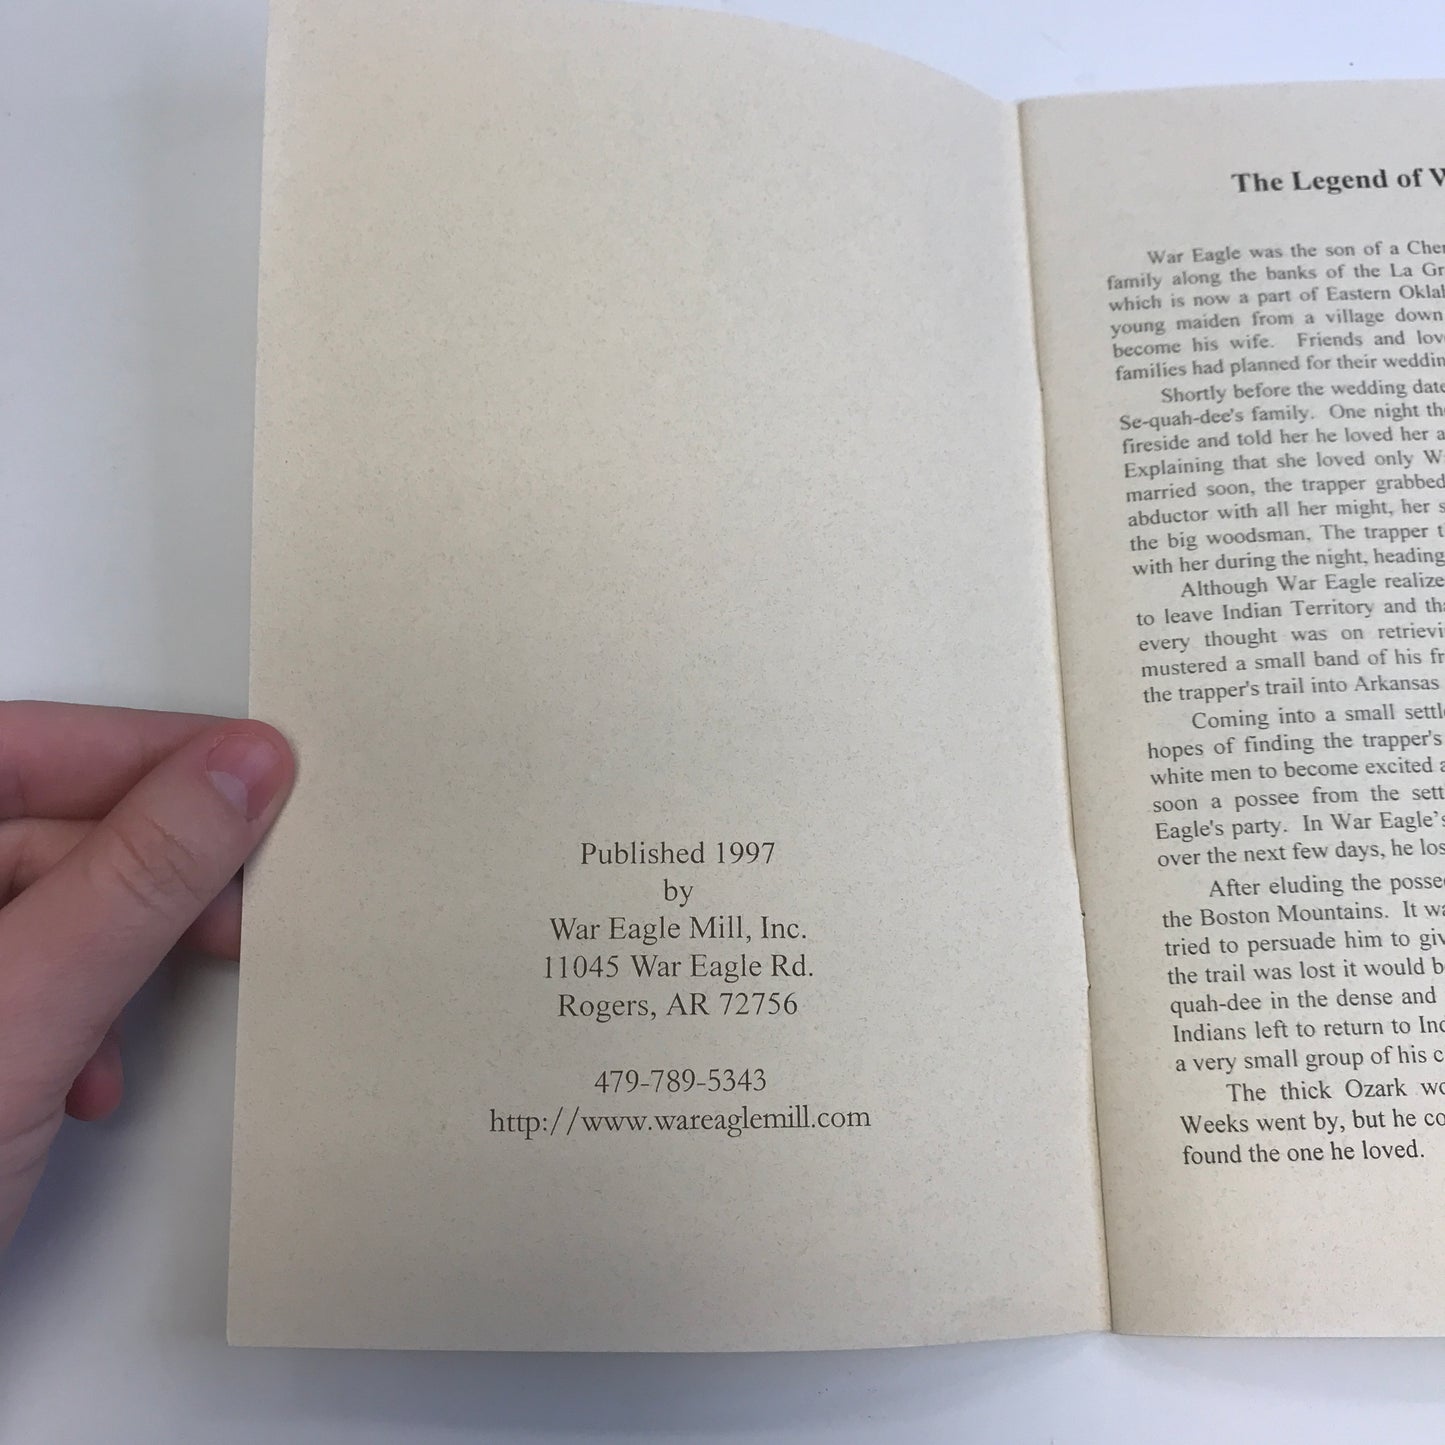 Published 1997
by
War Eagle Mill, Inc.
11045 War Eagle Rd.
Rogers, AR 72756
479-789-5343
http://www.wareaglemill.com
The Legend of
War Eagle was the son of a
family along the banks of the La
which is now a part of Eastern
young maiden from a village down
become his wife. Friends and
families had planned for their
Shortly before the wedding date
Se-quah-dee's family. One night
fireside and told her he loved her
Explaining that she loved only
married soon, the trapper grabbed
abductor with all her might, her
the big woodsman. The trapper
with her during the night, heading
Although War Eagle
to leave Indian Territory and
every thought was on
mustered a small band of his
the trapper's trail into Arkansas
Coming into a small
hopes of finding the trapper's
white men to become excited
soon a possee from the
Eagle's party. In War Eagle's
over the next few days, he
After eluding the
the Boston Mountains. It
tried to persuade him to
the trail was lost it would
quah-dee in the dense and
Indians left to return to
a very small group of his
The thick Ozark
Weeks went by, but he
found the one he loved.